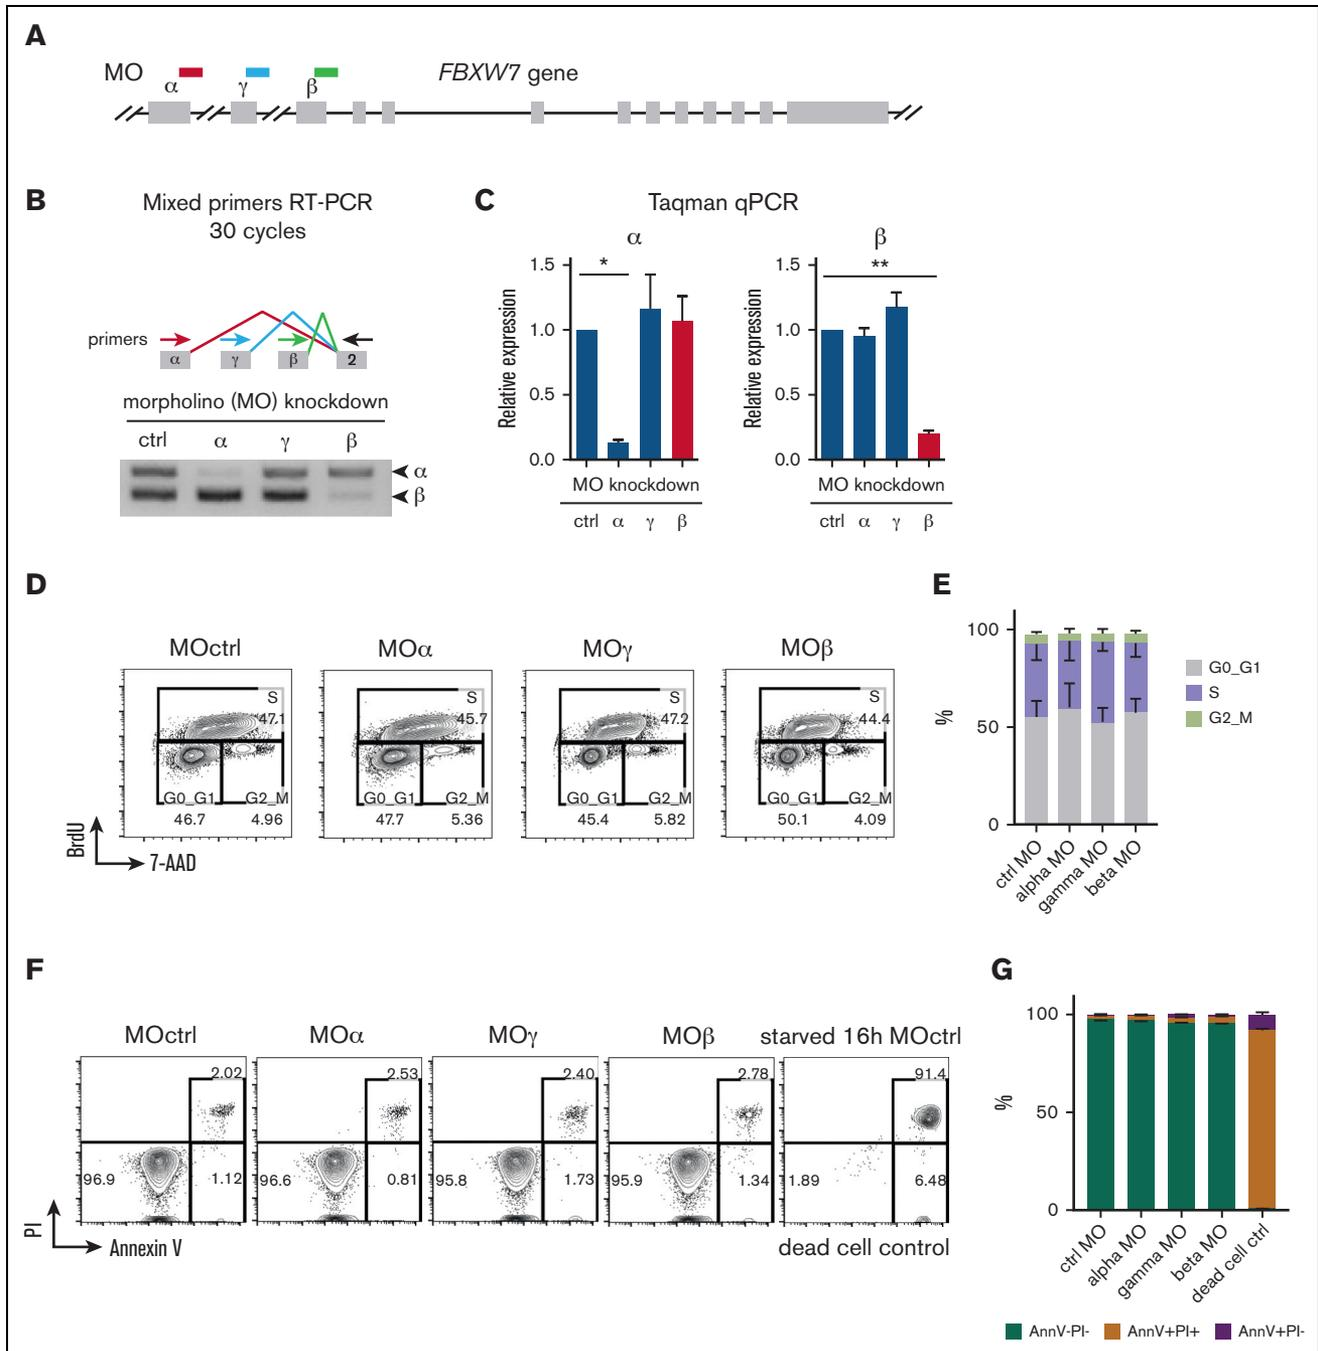 A
MO
α γ β
FBXW7 gene
B
Mixed primers RT-PCR
30 cycles
primers
α γ β 2
morpholino (MO) knockdown
ctrl α γ β
α
β
C
Taqman qPCR
α
*
1.5
1.0
0.5
0.0
Relative expression
MO knockdown
ctrl α γ β
β
**
1.5
1.0
0.5
0.0
Relative expression
MO knockdown
ctrl α γ β
D
MOctrl MOα MOγ MOβ
S S S S
47.1 45.7 47.2 44.4
G0_G1 G2_M G0_G1 G2_M G0_G1 G2_M G0_G1 G2_M
46.7 4.96 47.7 5.36 45.4 5.82 50.1 4.09
BrdU
7-AAD
E
100
50
0
%
ctrl MO
alpha MO
gamma MO
beta MO
G0_G1
S
G2_M
F
MOctrl MOα MOγ MOβ starved 16h MOctrl
2.02 2.53 2.40 2.78 91.4
96.9 1.12 96.6 0.81 95.8 1.73 95.9 1.34 1.89 6.48
PI
Annexin V
dead cell control
G
100
50
0
%
ctrl MO
alpha MO
gamma MO
beta MO
dead cell ctrl
AnnV-PI- AnnV+PI+ AnnV+PI-